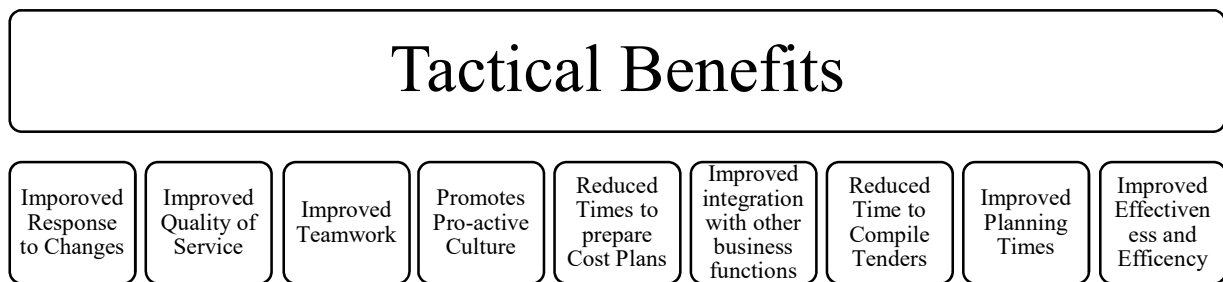 Tactical Benefits
Imporoved
Response
to Changes
Improved
Quality of
Service
Improved
Teamwork
Promotes
Pro-active
Culture
Reduced
Times to
prepare
Cost Plans
Improved
integration
with other
business
functions
Reduced
Time to
Compile
Tenders
Improved
Planning
Times
Improved
Effectiven
ess and
Efficency